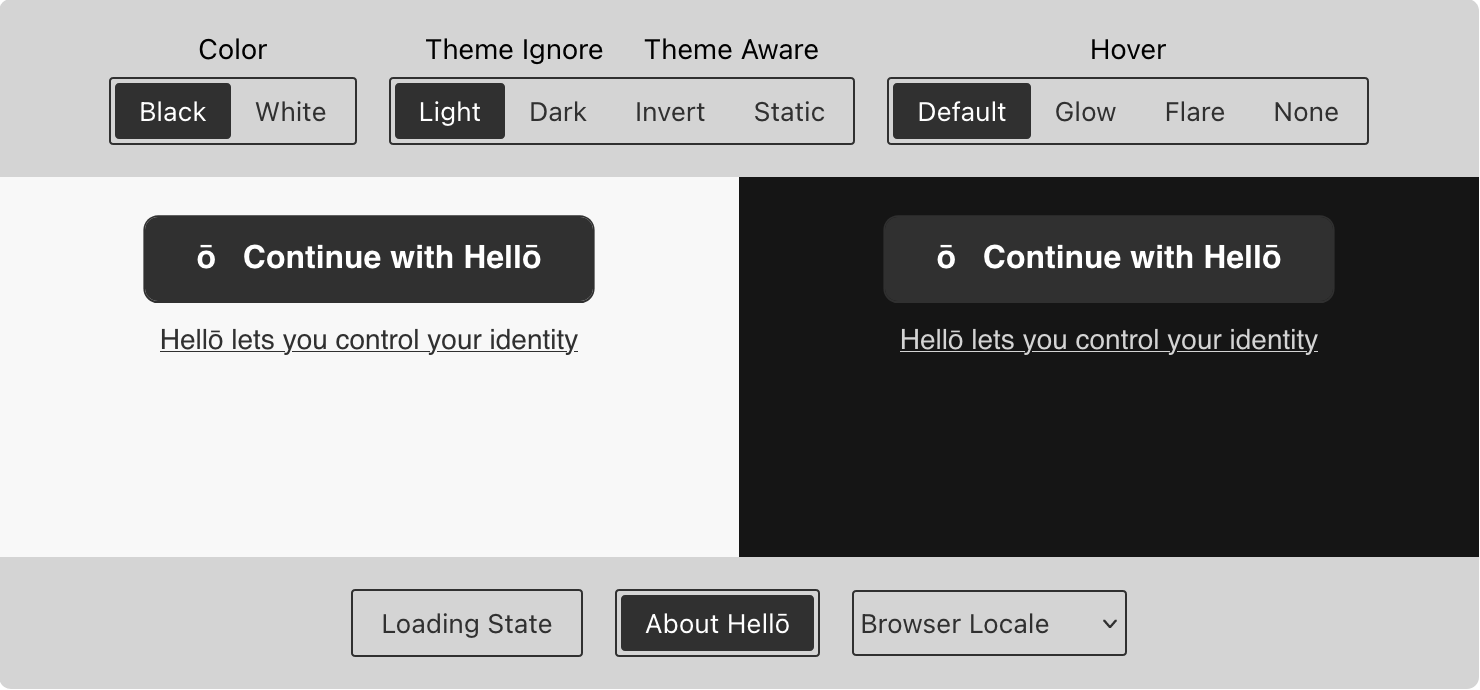 Color
Theme Ignore Theme Aware
Hover
Black White
Light Dark Invert Static
Default Glow Flare None
ō Continue with Hellō
Hellō lets you control your identity
ō Continue with Hellō
Hellō lets you control your identity
Loading State
About Hellō
Browser Locale